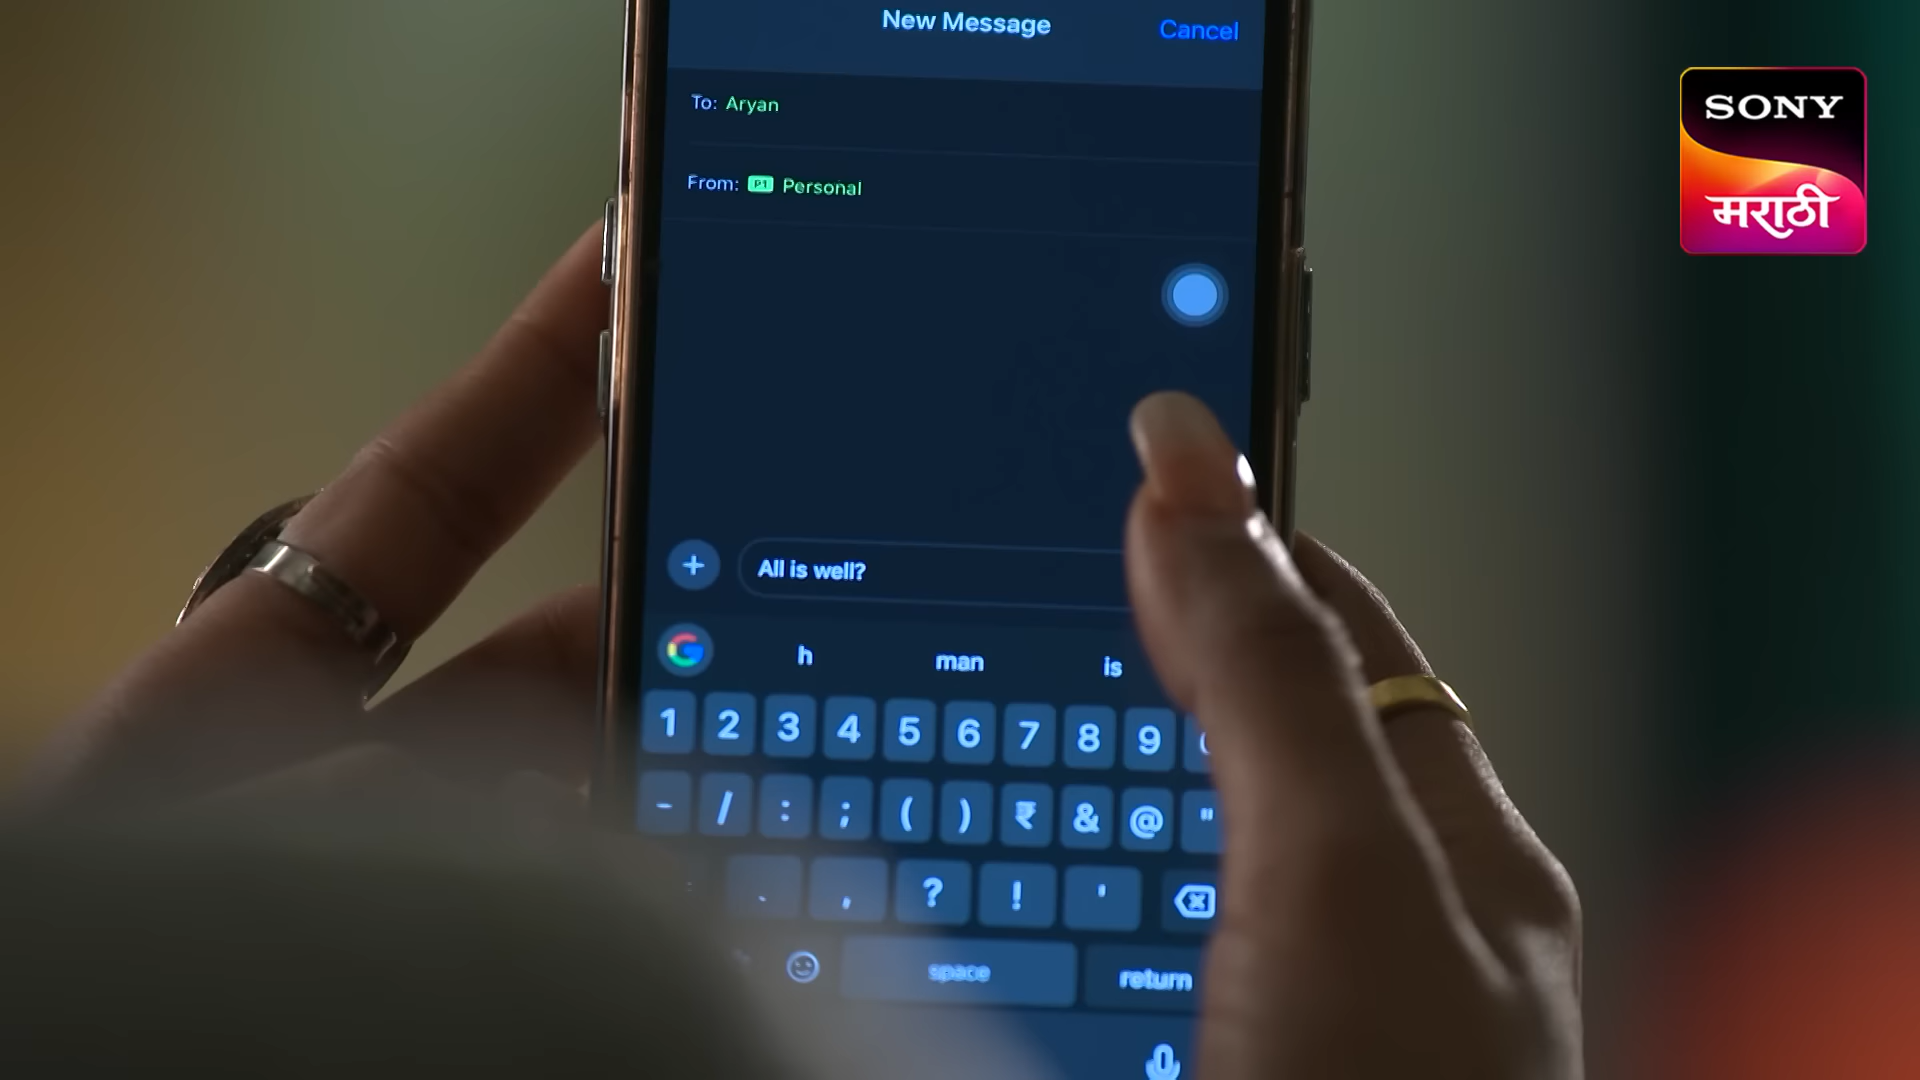 New Message
Cancel
To: Aryan
From: P1 Personal
SONY
मराठी
+
All is well?
G
h man is
1 2 3 4 5 6 7 8 9
- / : ; ( ) ₹ & @ "
. , ? ! '
space return